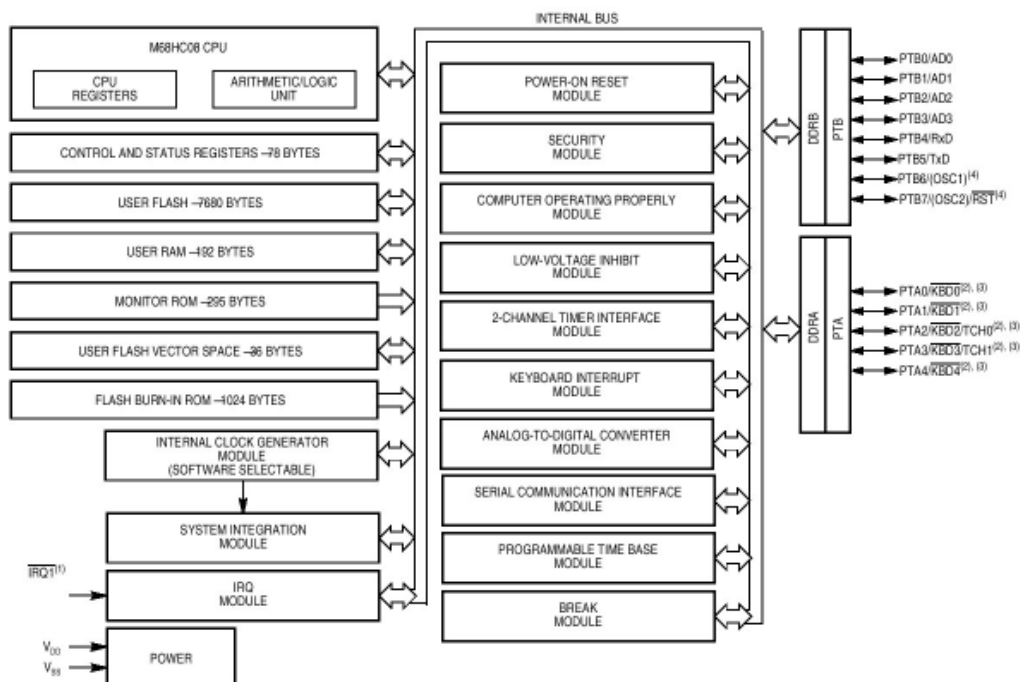 INTERNAL BUS
M68HC08 CPU
CPU
REGISTERS
ARITHMETIC/LOGIC
UNIT
CONTROL AND STATUS REGISTERS –78 BYTES
USER FLASH –7680 BYTES
USER RAM –192 BYTES
MONITOR ROM –295 BYTES
USER FLASH VECTOR SPACE –36 BYTES
FLASH BURN-IN ROM –1024 BYTES
INTERNAL CLOCK GENERATOR
MODULE
(SOFTWARE SELECTABLE)
SYSTEM INTEGRATION
MODULE
IRQ1(1)
IRQ
MODULE
VDD
VSS
POWER
POWER-ON RESET
MODULE
SECURITY
MODULE
COMPUTER OPERATING PROPERLY
MODULE
LOW-VOLTAGE INHIBIT
MODULE
2-CHANNEL TIMER INTERFACE
MODULE
KEYBOARD INTERRUPT
MODULE
ANALOG-TO-DIGITAL CONVERTER
MODULE
SERIAL COMMUNICATION INTERFACE
MODULE
PROGRAMMABLE TIME BASE
MODULE
BREAK
MODULE
DDRB
PTB
PTB0/AD0
PTB1/AD1
PTB2/AD2
PTB3/AD3
PTB4/RxD
PTB5/TxD
PTB6/(OSC1)(4)
PTB7/(OSC2)/RST(4)
DDRA
PTA
PTA0/KBD0(2), (3)
PTA1/KBD1(2), (3)
PTA2/KBD2/TCH0(2), (3)
PTA3/KBD3/TCH1(2), (3)
PTA4/KBD4(2), (3)